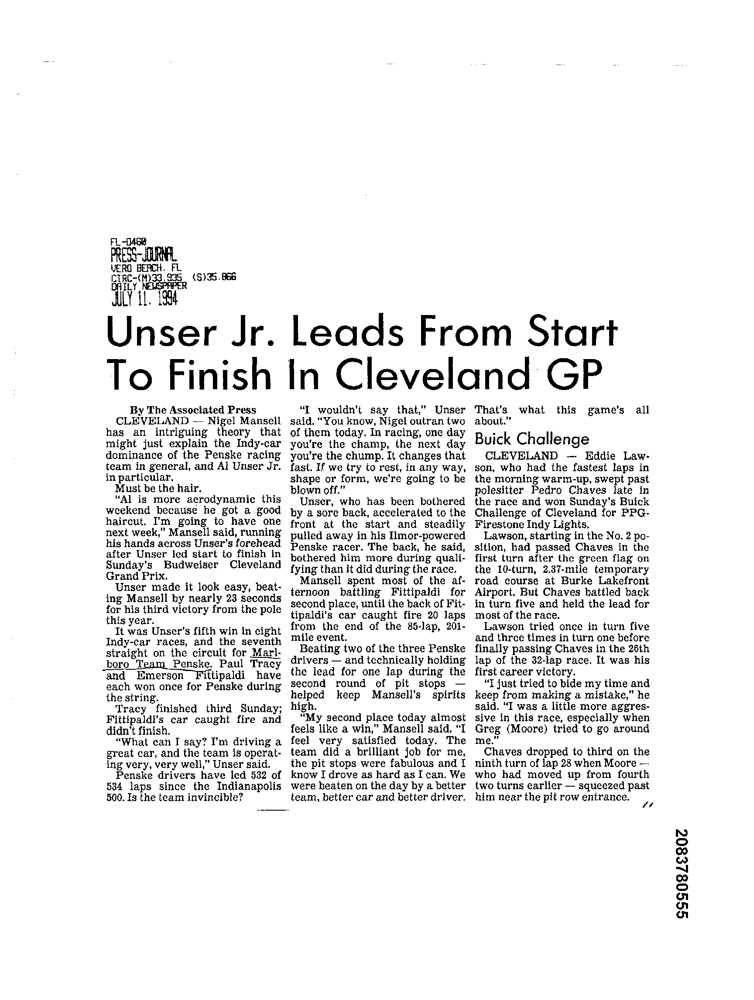 FL-0460
PRESS-JOURNAL
VERO BEACH, FL
CIRC-(M)33,935 (S)35,866
DAILY NEWSPAPER
JULY 11, 1994
Unser Jr. Leads From Start
To Finish In Cleveland GP
By The Associated Press
CLEVELAND — Nigel Mansell
has an intriguing theory that
might just explain the Indy-car
dominance of the Penske racing
team in general, and Al Unser Jr.
in particular.
Must be the hair.
“Al is more aerodynamic this
weekend because he got a good
haircut. I'm going to have one
next week,” Mansell said, running
his hands across Unser's forehead
after Unser led start to finish in
Sunday's Budweiser Cleveland
Grand Prix.
Unser made it look easy, beat-
ing Mansell by nearly 23 seconds
for his third victory from the pole
this year.
It was Unser's fifth win in eight
Indy-car races, and the seventh
straight on the circuit for Marl-
boro Team Penske. Paul Tracy
and Emerson Fittipaldi have
each won once for Penske during
the string.
Tracy finished third Sunday;
Fittipaldi's car caught fire and
didn't finish.
“What can I say? I'm driving a
great car, and the team is operat-
ing very, very well,” Unser said.
Penske drivers have led 532 of
534 laps since the Indianapolis
500. Is the team invincible?
“I wouldn't say that,” Unser
said. “You know, Nigel outran two
of them today. In racing, one day
you're the champ, the next day
you're the chump. It changes that
fast. If we try to rest, in any way,
shape or form, we're going to be
blown off.”
Unser, who has been bothered
by a sore back, accelerated to the
front at the start and steadily
pulled away in his Ilmor-powered
Penske racer. The back, he said,
bothered him more during quali-
fying than it did during the race.
Mansell spent most of the af-
ternoon battling Fittipaldi for
second place, until the back of Fit-
tipaldi's car caught fire 20 laps
from the end of the 85-lap, 201-
mile event.
Beating two of the three Penske
drivers — and technically holding
the lead for one lap during the
second round of pit stops —
helped keep Mansell's spirits
high.
“My second place today almost
feels like a win,” Mansell said. “I
feel very satisfied today. The
team did a brilliant job for me,
the pit stops were fabulous and I
know I drove as hard as I can. We
were beaten on the day by a better
team, better car and better driver.
That's what this game's all
about.”
Buick Challenge
CLEVELAND — Eddie Law-
son, who had the fastest laps in
the morning warm-up, swept past
polesitter Pedro Chaves late in
the race and won Sunday's Buick
Challenge of Cleveland for PPG-
Firestone Indy Lights.
Lawson, starting in the No. 2 po-
sition, had passed Chaves in the
first turn after the green flag on
the 10-turn, 2.37-mile temporary
road course at Burke Lakefront
Airport. But Chaves battled back
in turn five and held the lead for
most of the race.
Lawson tried once in turn five
and three times in turn one before
finally passing Chaves in the 26th
lap of the 32-lap race. It was his
first career victory.
“I just tried to bide my time and
keep from making a mistake,” he
said. “I was a little more aggres-
sive in this race, especially when
Greg (Moore) tried to go around
me.”
Chaves dropped to third on the
ninth turn of lap 28 when Moore —
who had moved up from fourth
two turns earlier — squeezed past
him near the pit row entrance.
2083780555